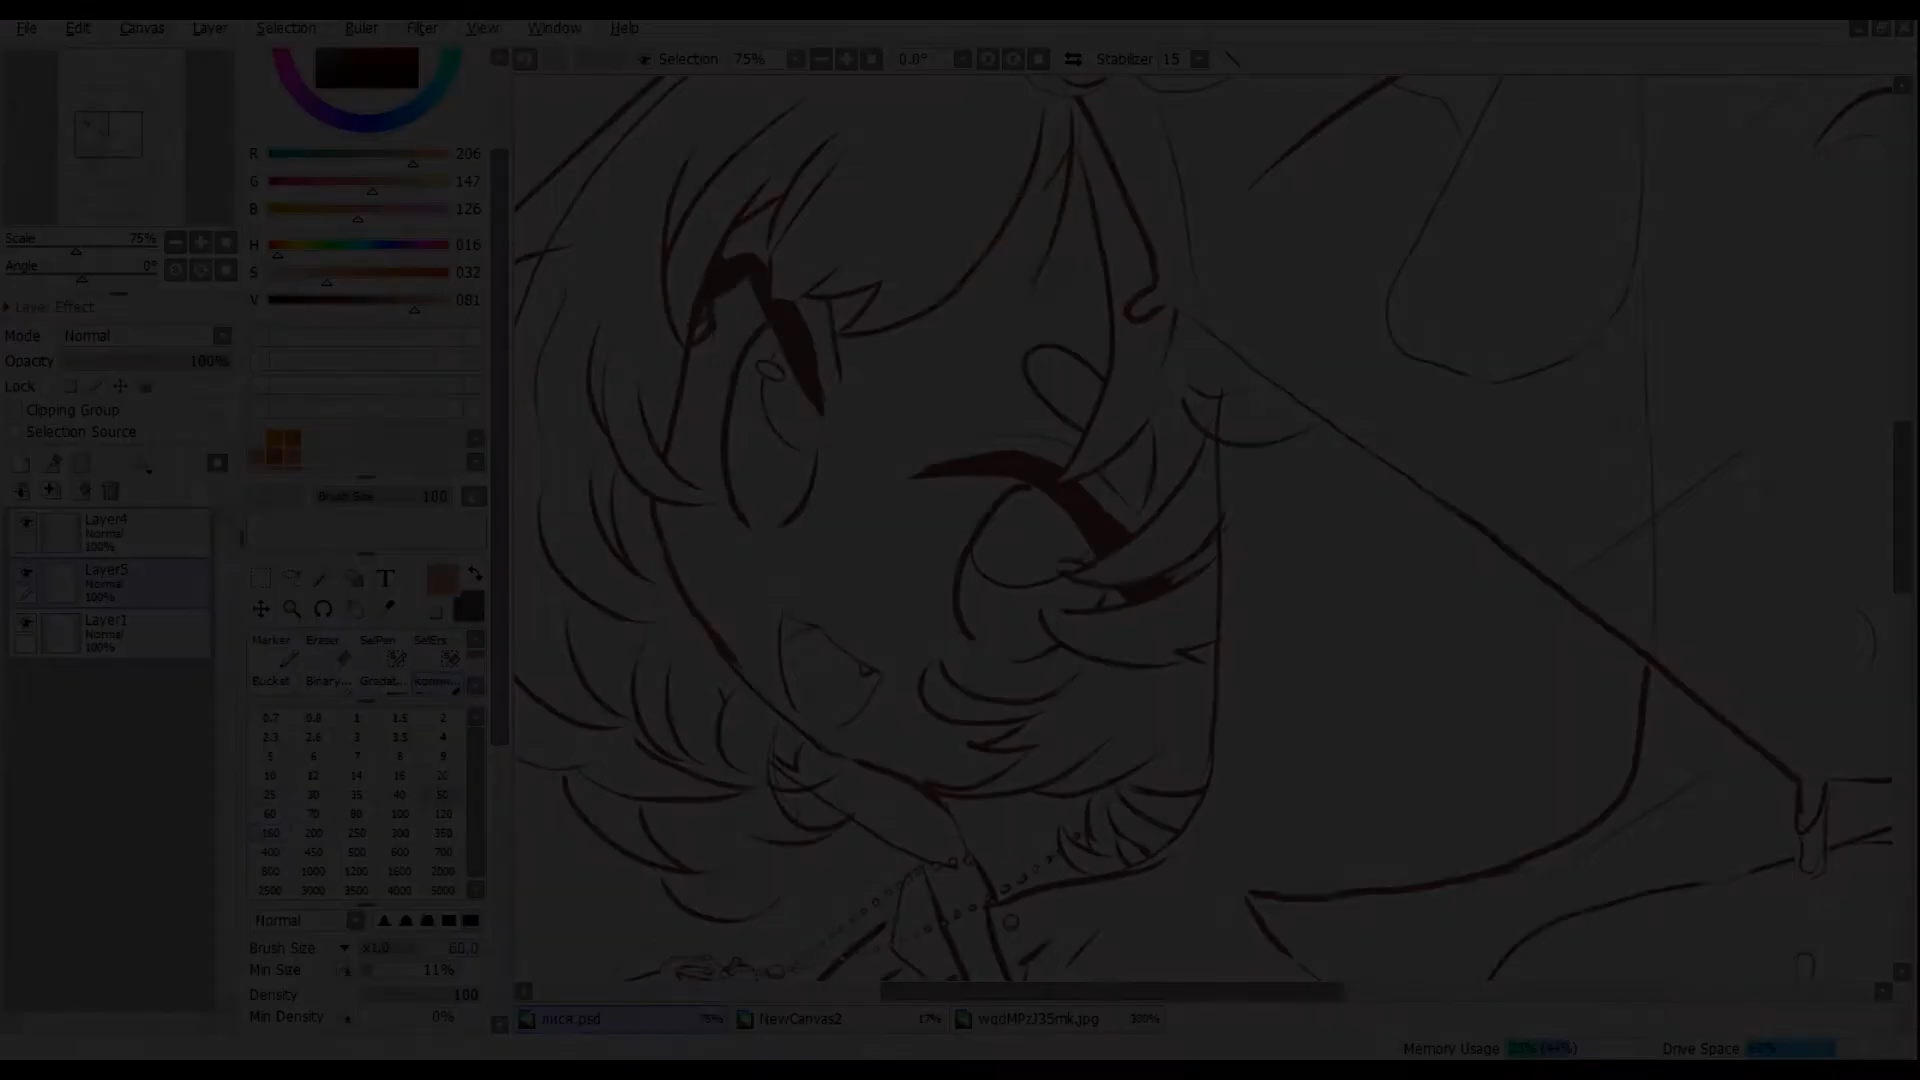 File Edit Canvas Layer Selection Ruler Filter View Window Help
Selection 75% 0.0° Stabilizer 15
R 206
G 147
B 126
H 016
S 032
V 081
Scale 75%
Angle 0°
Layer Effect
Mode Normal
Opacity 100%
Lock
Clipping Group
Selection Source
Brush Size 100
Layer4
Normal
100%
Layer5
Normal
100%
Layer1
Normal
100%
T
Marker Eraser SelPen SelErs
Bucket Binary... Gradat...
0.7 0.8 1 1.5 2
2.3 2.6 3 3.5 4
5 6 7 8 9
10 12 14 16 20
25 30 35 40 50
60 70 80 100 120
160 200 250 300 350
400 450 500 600 700
800 1000 1200 1600 2000
2500 3000 3500 4000 5000
Normal
Brush Size x1.0 60.0
Min Size 11%
Density 100
Min Density 0%
лися.psd 75% NewCanvas2 17% wqdMPzJ35mk.jpg 300%
Memory Usage Drive Space